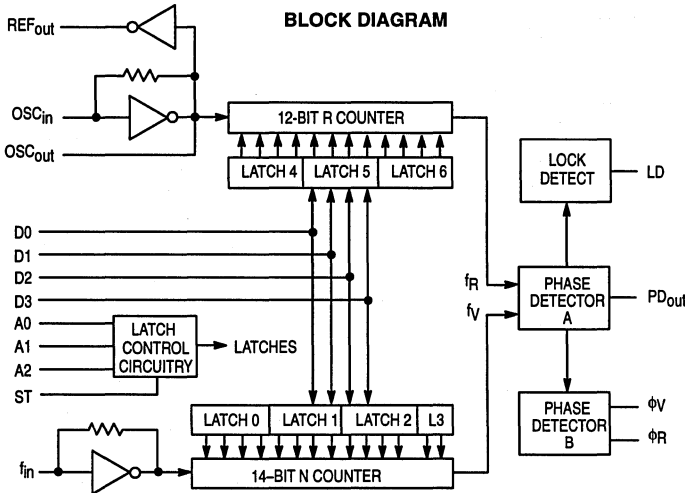 BLOCK DIAGRAM
REFout
OSCin
OSCout
12-BIT R COUNTER
LATCH 4 LATCH 5 LATCH 6
LOCK DETECT
LD
D0
D1
D2
D3
fR
fV
PHASE DETECTOR A
PDout
A0
A1
A2
ST
LATCH CONTROL CIRCUITRY
LATCHES
LATCH 0 LATCH 1 LATCH 2 L3
PHASE DETECTOR B
ϕV
ϕR
fin
14–BIT N COUNTER